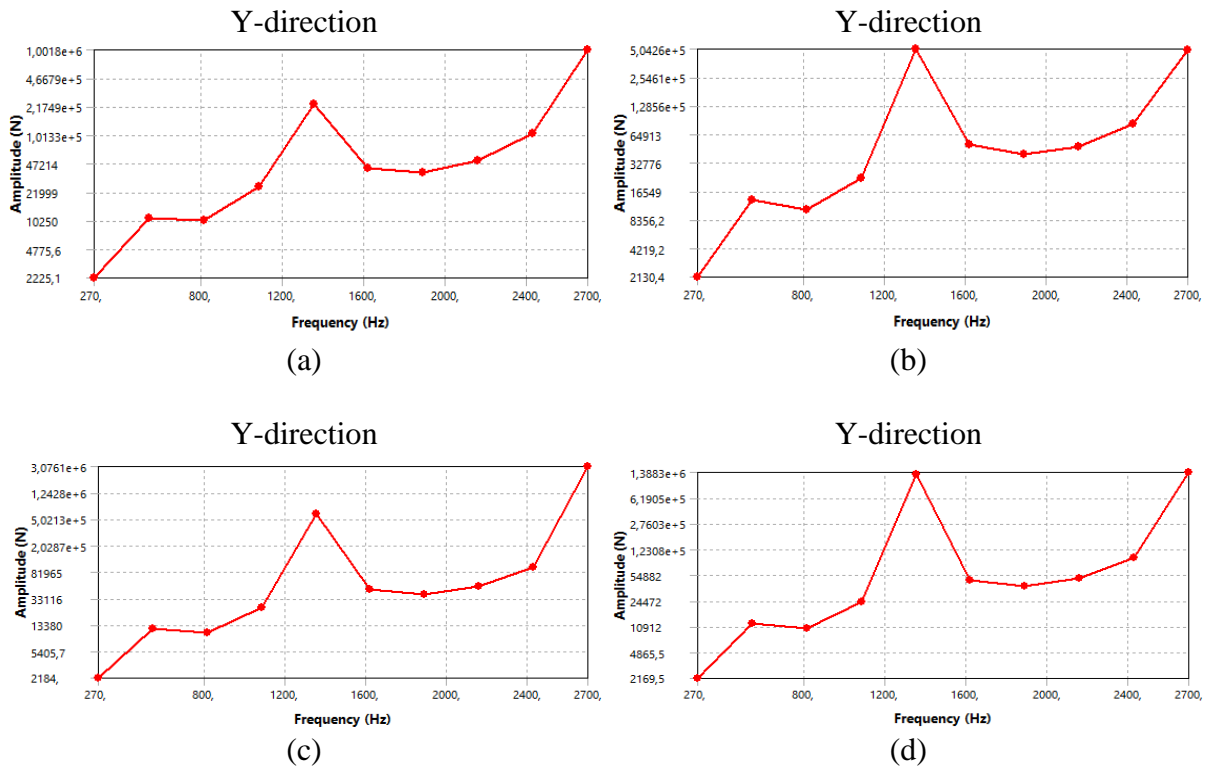 Y-direction
1,0018e+6
4,6679e+5
2,1749e+5
1,0133e+5
47214
21999
10250
4775,6
2225,1
Amplitude (N)
270, 800, 1200, 1600, 2000, 2400, 2700,
Frequency (Hz)
(a)
Y-direction
5,0426e+5
2,5461e+5
1,2856e+5
64913
32776
16549
8356,2
4219,2
2130,4
Amplitude (N)
270, 800, 1200, 1600, 2000, 2400, 2700,
Frequency (Hz)
(b)
Y-direction
3,0761e+6
1,2428e+6
5,0213e+5
2,0287e+5
81965
33116
13380
5405,7
2184,
Amplitude (N)
270, 800, 1200, 1600, 2000, 2400, 2700,
Frequency (Hz)
(c)
Y-direction
1,3883e+6
6,1905e+5
2,7603e+5
1,2308e+5
54882
24472
10912
4865,5
2169,5
Amplitude (N)
270, 800, 1200, 1600, 2000, 2400, 2700,
Frequency (Hz)
(d)